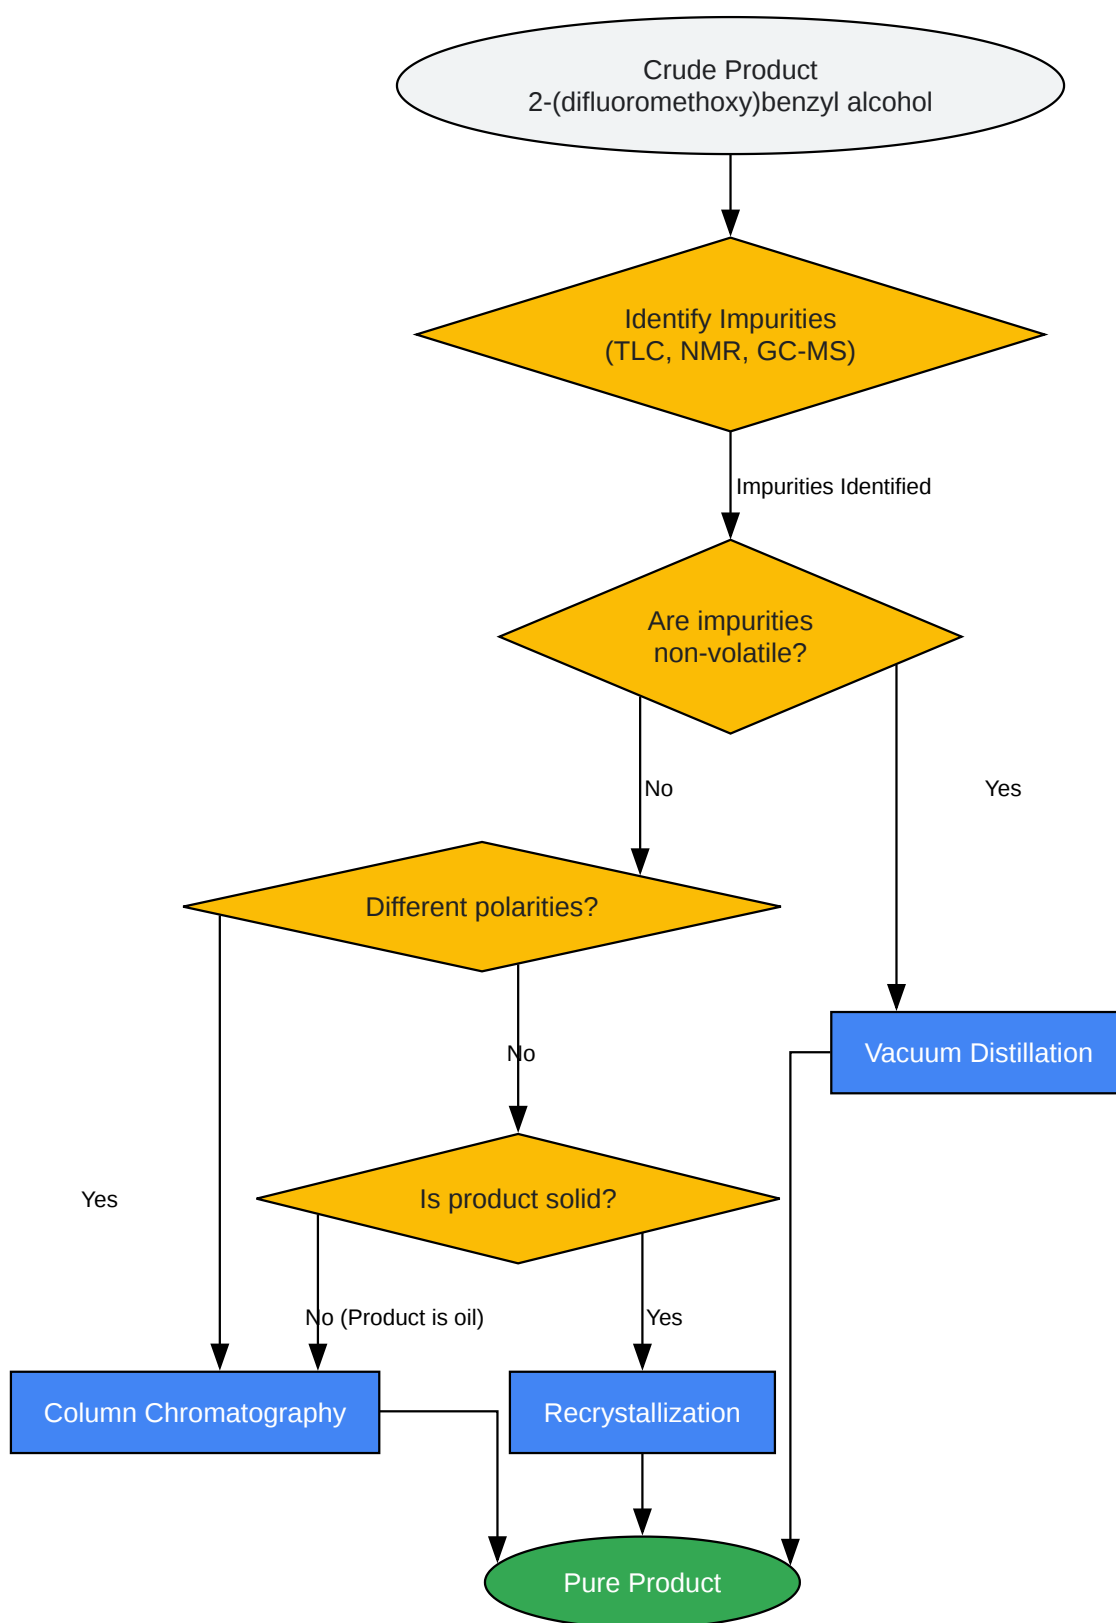 Crude Product
2-(difluoromethoxy)benzyl alcohol
Identify Impurities
(TLC, NMR, GC-MS)
Impurities Identified
Are impurities
non-volatile?
No
Yes
Different polarities?
No
Vacuum Distillation
Yes
Is product solid?
No (Product is oil)
Yes
Column Chromatography
Recrystallization
Pure Product